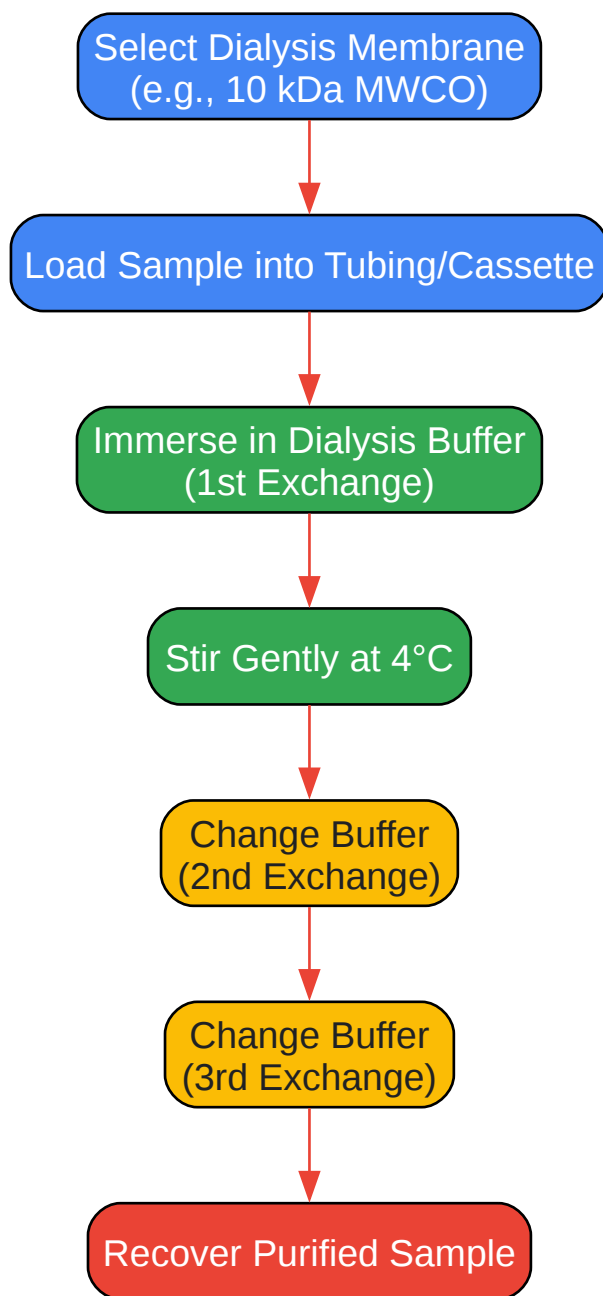 Select Dialysis Membrane
(e.g., 10 kDa MWCO)
Load Sample into Tubing/Cassette
Immerse in Dialysis Buffer
(1st Exchange)
Stir Gently at 4°C
Change Buffer
(2nd Exchange)
Change Buffer
(3rd Exchange)
Recover Purified Sample